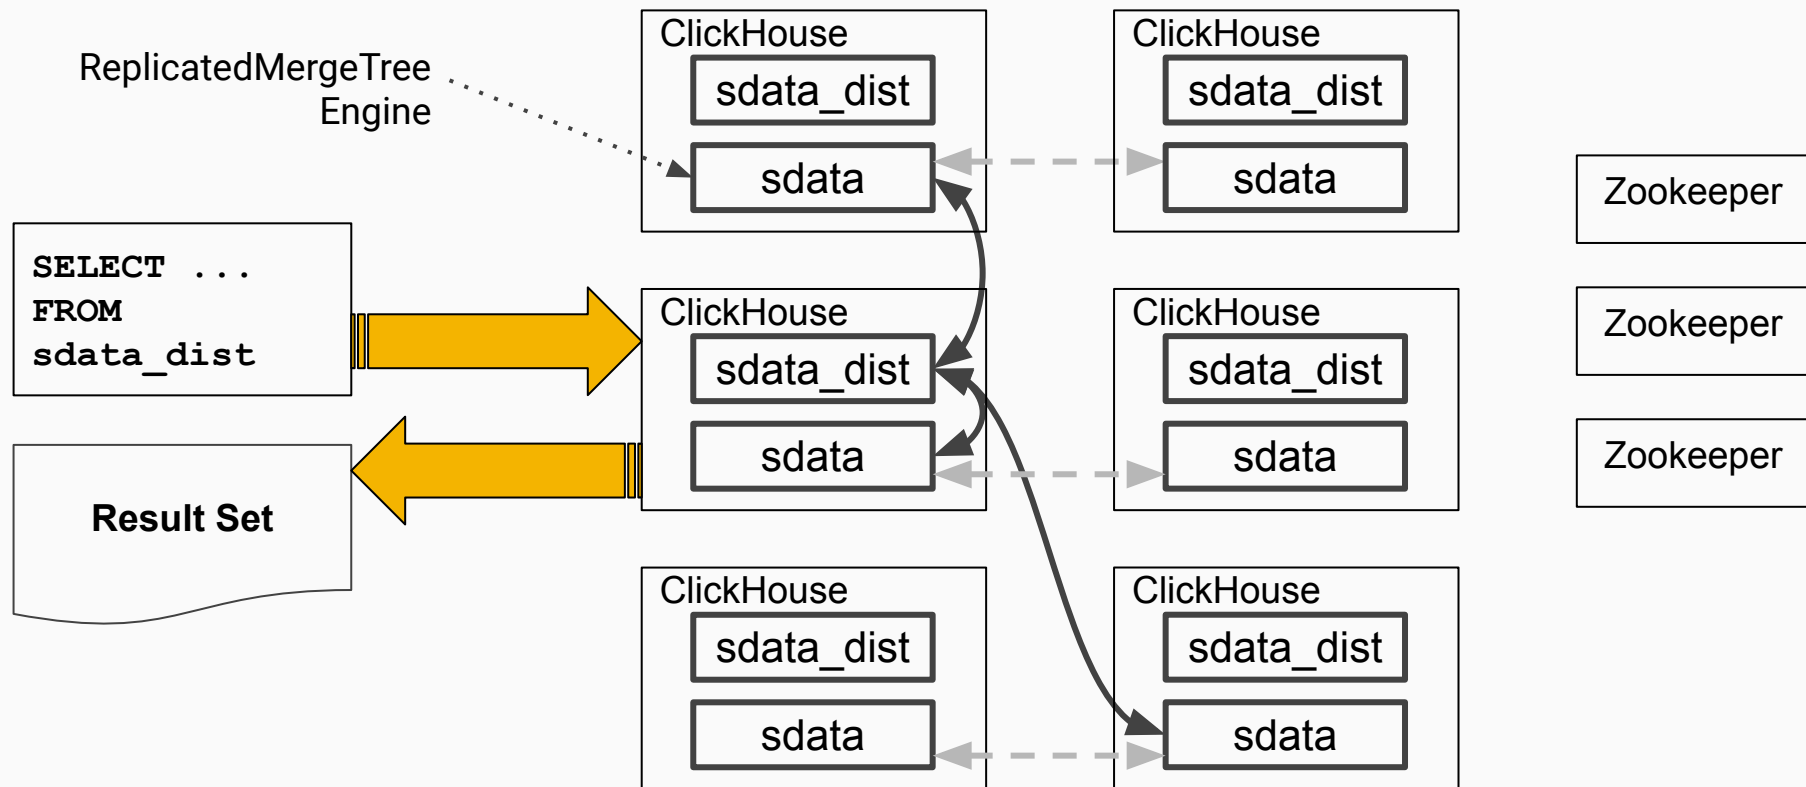 ReplicatedMergeTree
Engine
SELECT ...
FROM
sdata_dist
Result Set
ClickHouse
sdata_dist
sdata
ClickHouse
sdata_dist
sdata
ClickHouse
sdata_dist
sdata
ClickHouse
sdata_dist
sdata
ClickHouse
sdata_dist
sdata
ClickHouse
sdata_dist
sdata
Zookeeper
Zookeeper
Zookeeper